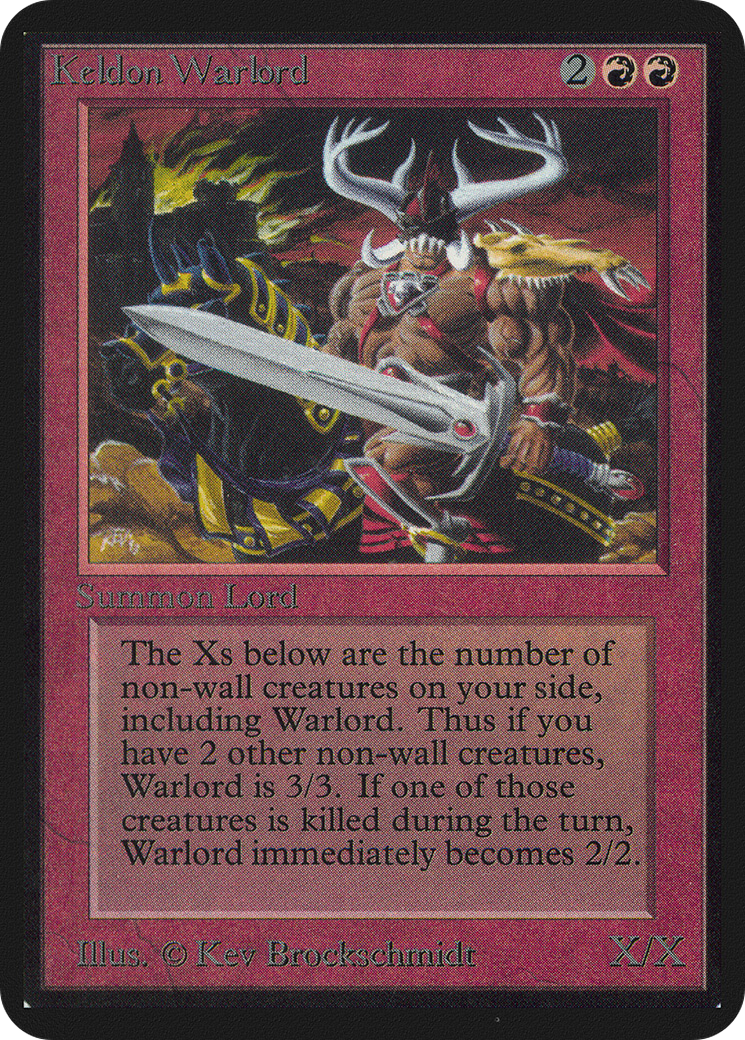 Keldon Warlord 2
Summon Lord
The Xs below are the number of
non-wall creatures on your side,
including Warlord. Thus if you
have 2 other non-wall creatures,
Warlord is 3/3. If one of those
creatures is killed during the turn,
Warlord immediately becomes 2/2.
Illus. © Kev Brockschmidt X/X